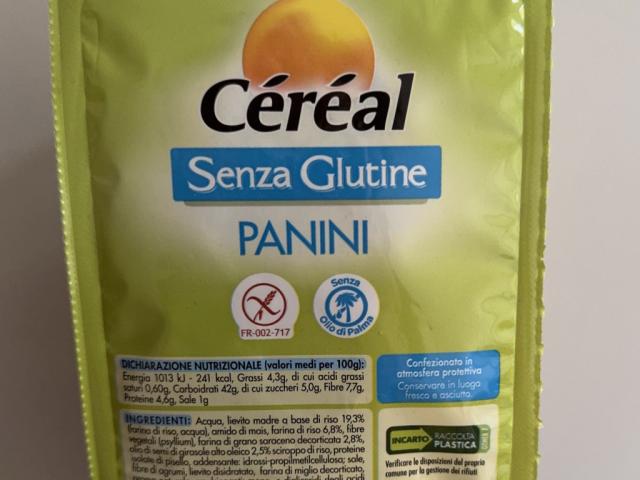 Céréal
Senza Glutine
PANINI
FR-002-717
Senza
Olio di Palma
DICHIARAZIONE NUTRIZIONALE (valori medi per 100g):
Energia 1013 kJ - 241 kcal, Grassi 4,3g, di cui acidi grassi
saturi 0,60g, Carboidrati 42g, di cui zuccheri 5,0g, Fibre 7,7g,
Proteine 4,6g, Sale 1g
Confezionato in
atmosfera protettiva
Conservare in luogo
fresco e asciutto.
INGREDIENTI: Acqua, lievito madre a base di riso 19,3%
(farina di riso, acqua), amido di mais, farina di riso 6,8%, fibre
vegetali (psyllium), farina di grano saraceno decorticata 2,8%,
olio di semi di girasole alto oleico 2,5% sciroppo di riso, proteine
isolate di pisello, addensante: idrossi-propilmetilcellulosa; sale,
fibre di agrumi, lievito disidratato, farina di miglio decorticato,
INCARTO RACCOLTA
PLASTICA
Verificare le disposizioni del proprio
comune per la gestione dei rifiuti